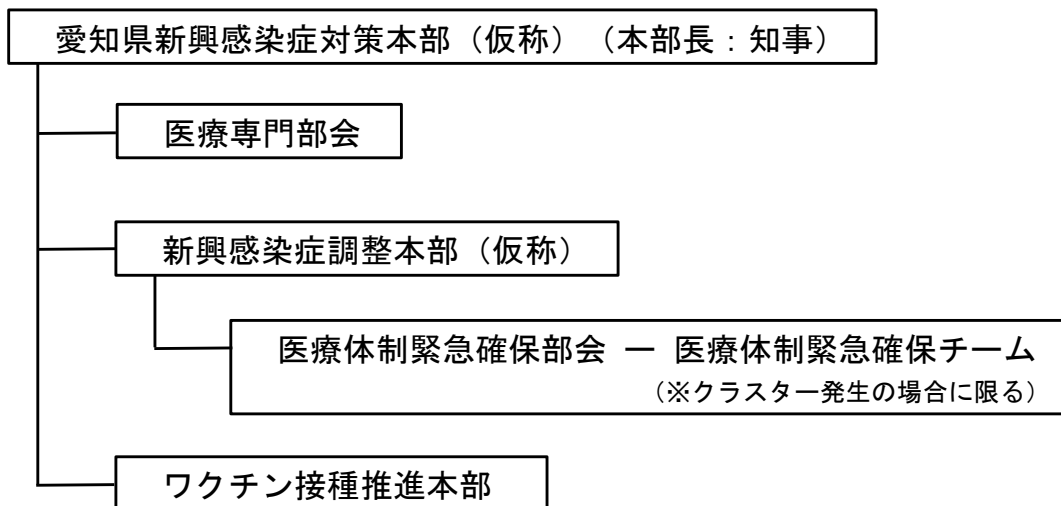 愛知県新興感染症対策本部（仮称）（本部長：知事）
医療専門部会
新興感染症調整本部（仮称）
医療体制緊急確保部会 ー 医療体制緊急確保チーム
（※クラスター発生の場合に限る）
ワクチン接種推進本部